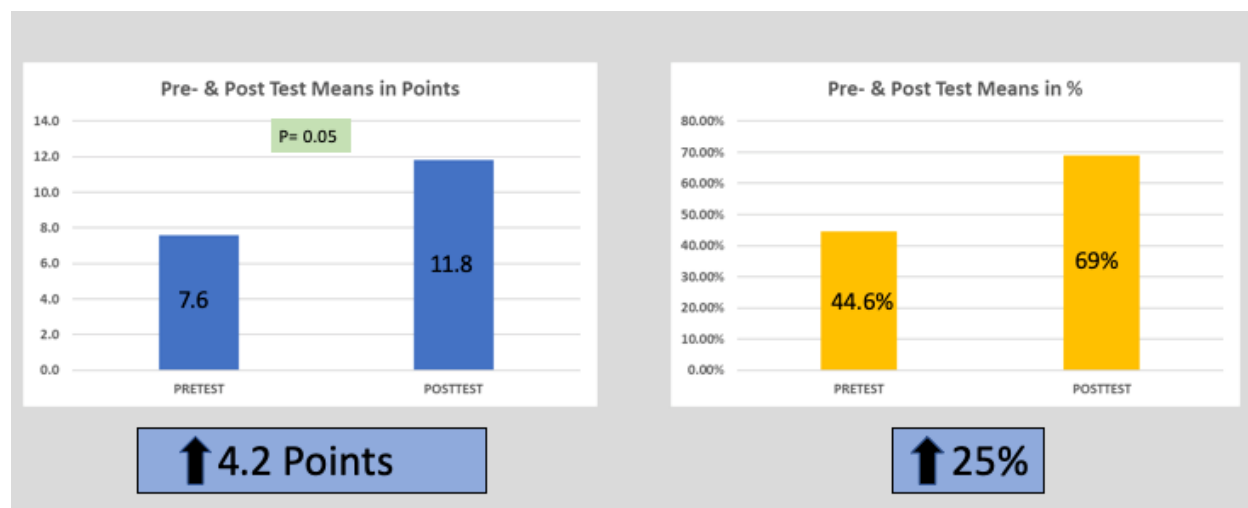 Pre- & Post Test Means in Points
P= 0.05
14.0
12.0
10.0
8.0
6.0
4.0
2.0
0.0
7.6
11.8
PRETEST
POSTTEST
4.2 Points
Pre- & Post Test Means in %
80.00%
70.00%
60.00%
50.00%
40.00%
30.00%
20.00%
10.00%
0.00%
44.6%
69%
PRETEST
POSTTEST
25%